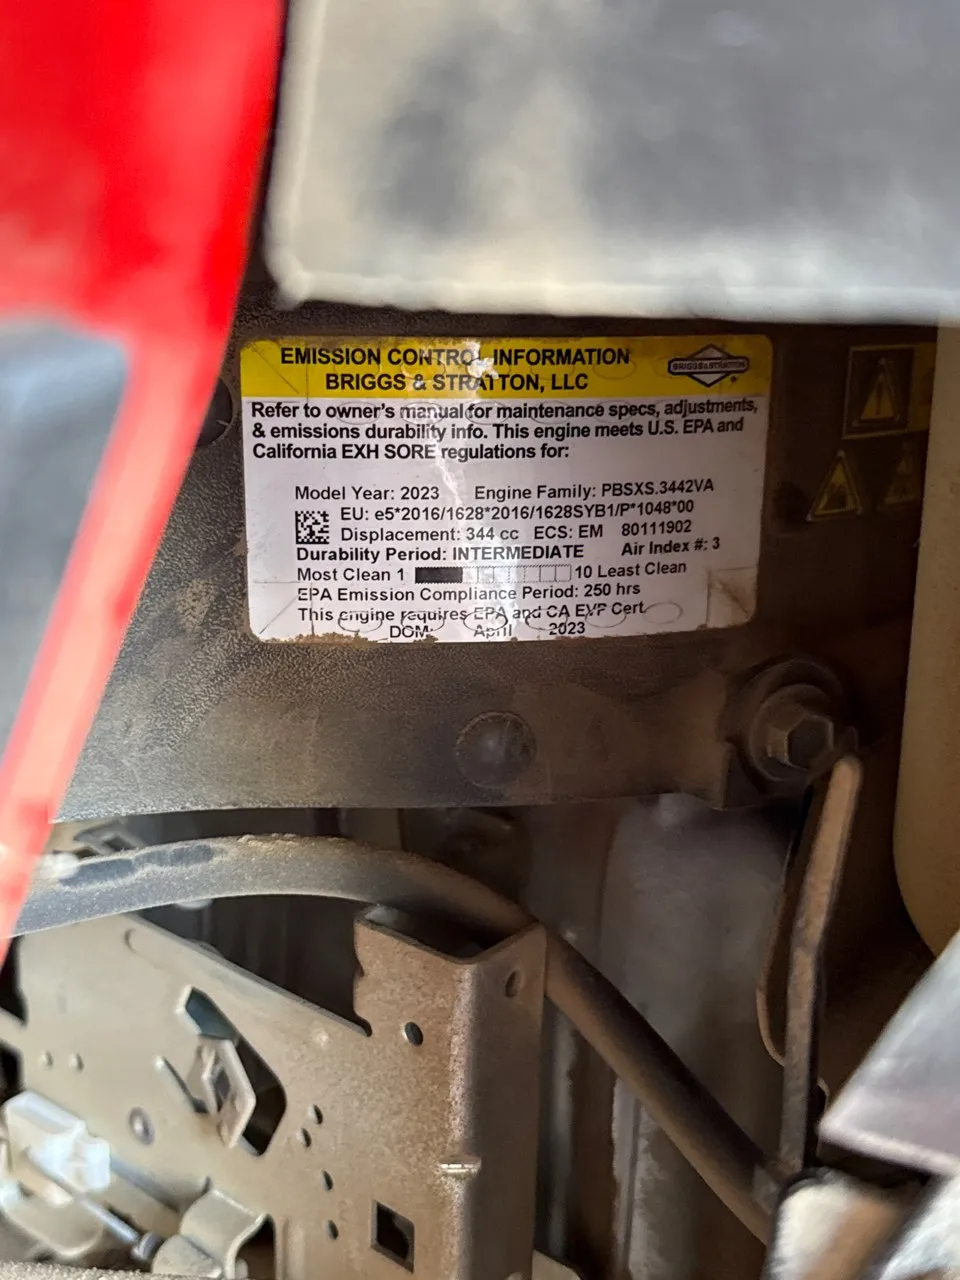 EMISSION CONTROL INFORMATION
BRIGGS & STRATTON, LLC
BRIGGS & STRATTON
Refer to owner's manual for maintenance specs, adjustments,
& emissions durability info. This engine meets U.S. EPA and
California EXH SORE regulations for:
Model Year: 2023 Engine Family: PBSXS.3442VA
EU: e5*2016/1628*2016/1628SYB1/P*1048*00
Displacement: 344 cc ECS: EM 80111902
Durability Period: INTERMEDIATE Air Index #: 3
Most Clean 1 10 Least Clean
EPA Emission Compliance Period: 250 hrs
This engine requires EPA and CA EVP Cert
DOM: April 2023